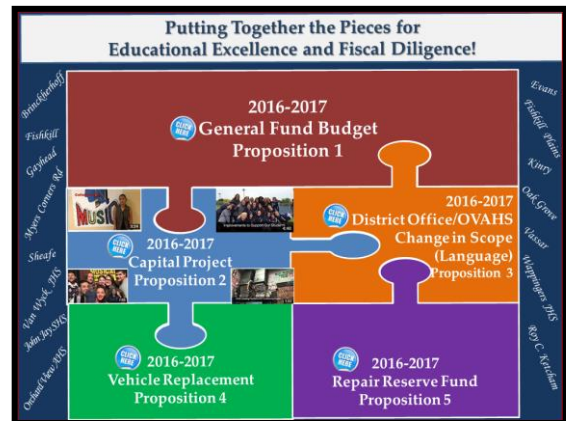 Putting Together the Pieces for
Educational Excellence and Fiscal Diligence!
Brinckherhoff
Fishkill
Gayhead
Myers Corners Rd
Sheafe
Van Wyck JHS
John Jay SHS
Orchard View AHS
CLICK HERE
2016-2017
General Fund Budget
Proposition 1
MUSIC
CLICK HERE
2016-2017
Capital Project
Proposition 2
CLICK HERE
2016-2017
District Office/OVAHS
Change in Scope
(Language)
Proposition 3
CLICK HERE
2016-2017
Vehicle Replacement
Proposition 4
CLICK HERE
2016-2017
Repair Reserve Fund
Proposition 5
Evans
Fishkill Plains
Kinry
Oak Grove
Vassar
Wappingers JHS
Roy C. Ketcham